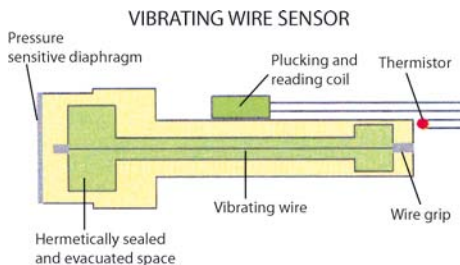 VIBRATING WIRE SENSOR
Pressure
sensitive diaphragm
Plucking and
reading coil
Thermistor
Vibrating wire
Wire grip
Hermetically sealed
and evacuated space